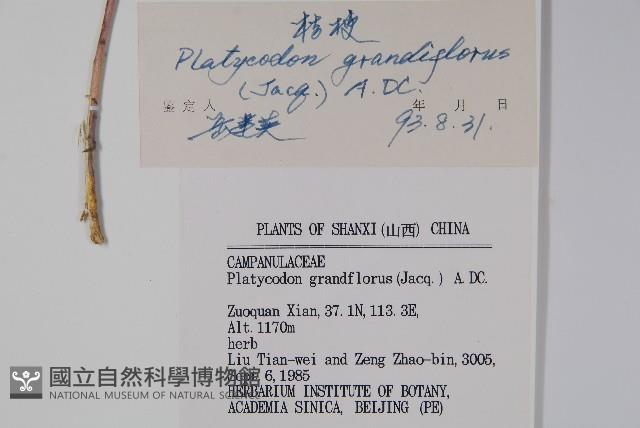 桔梗
Platycodon grandiflorus
(Jacq.) A.DC.
鉴定人 年 月 日
93.8.31.
PLANTS OF SHANXI(山西) CHINA
CAMPANULACEAE
Platycodon grandflorus(Jacq.) A.DC.
Zuoquan Xian, 37.1N, 113.3E,
Alt. 1170m
herb
Liu Tian-wei and Zeng Zhao-bin, 3005,
Sept 6, 1985
HERBARIUM INSTITUTE OF BOTANY,
ACADEMIA SINICA, BEIJING (PE)
國立自然科學博物館
NATIONAL MUSEUM OF NATURAL SCIENCE